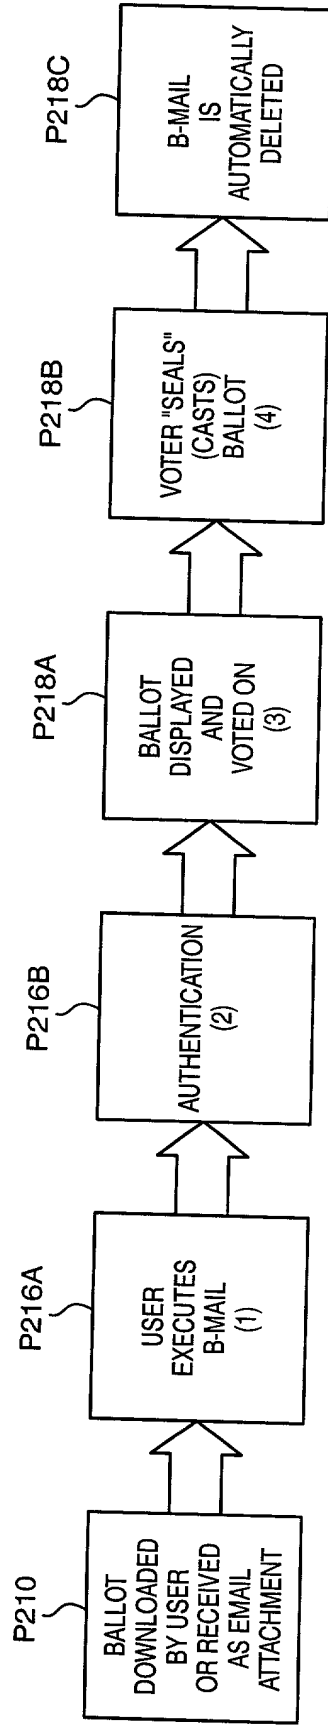 P210
BALLOT
DOWNLOADED
BY USER
OR RECEIVED
AS EMAIL
ATTACHMENT
P216A
USER
EXECUTES
B-MAIL
(1)
P216B
AUTHENTICATION
(2)
P218A
BALLOT
DISPLAYED
AND
VOTED ON
(3)
P218B
VOTER "SEALS"
(CASTS)
BALLOT
(4)
P218C
B-MAIL
IS
AUTOMATICALLY
DELETED